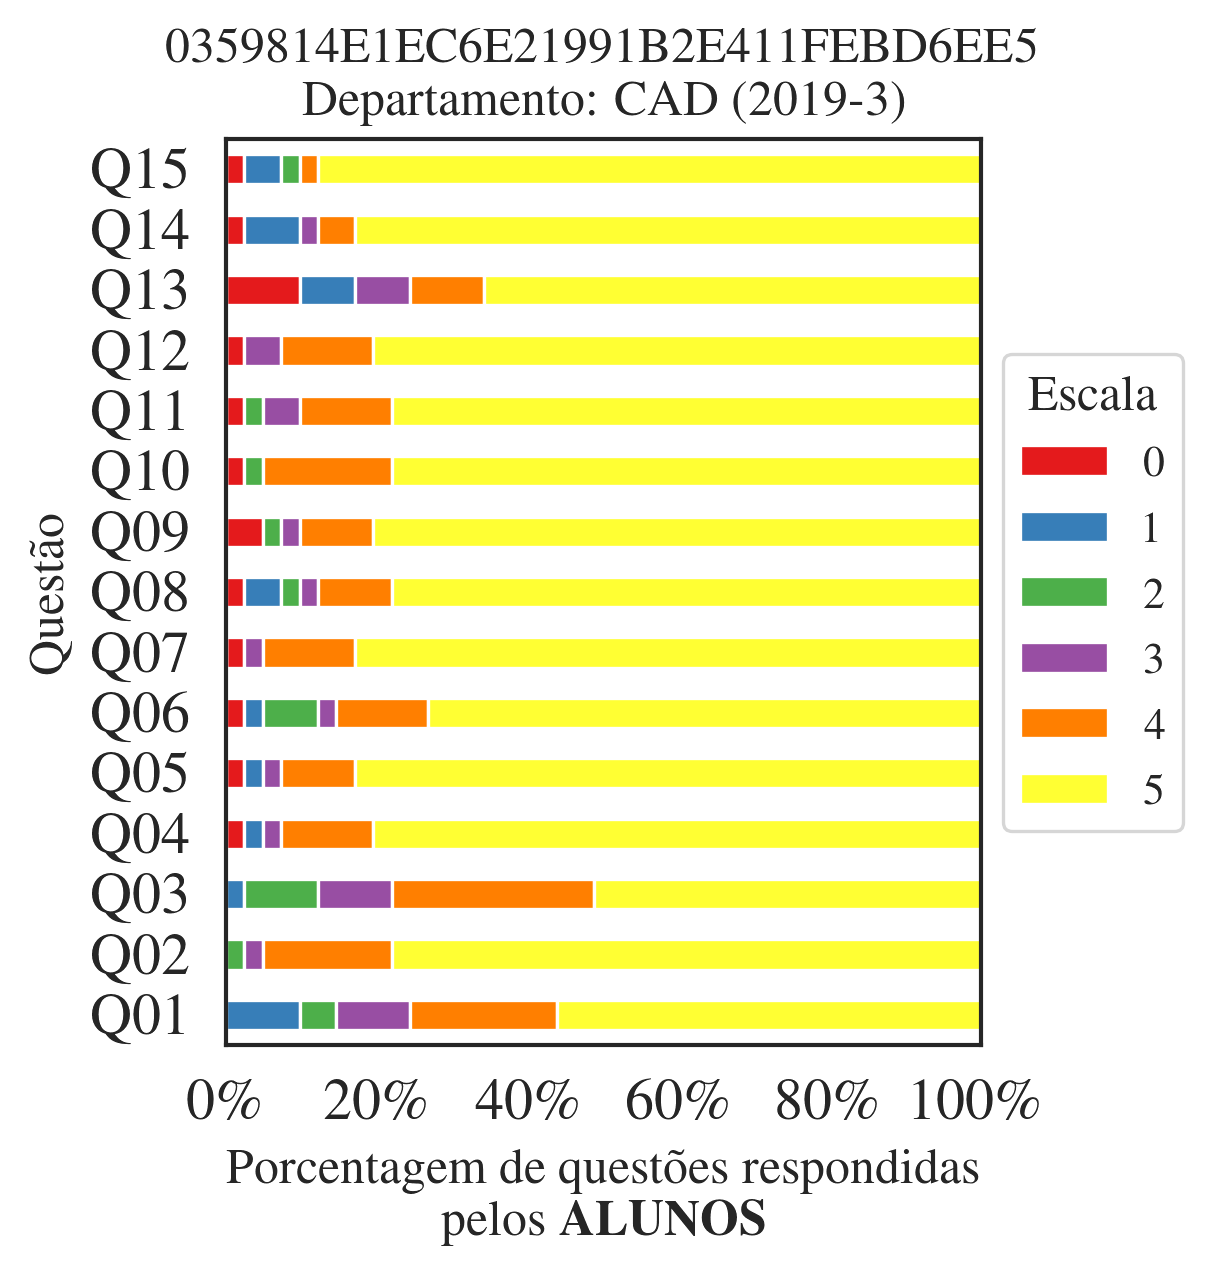 0359814E1EC6E21991B2E411FEBD6EE5
Departamento: CAD (2019-3)
Questão
Q15
Q14
Q13
Q12
Q11
Q10
Q09
Q08
Q07
Q06
Q05
Q04
Q03
Q02
Q01
0% 20% 40% 60% 80% 100%
Porcentagem de questões respondidas
pelos ALUNOS
Escala
0
1
2
3
4
5